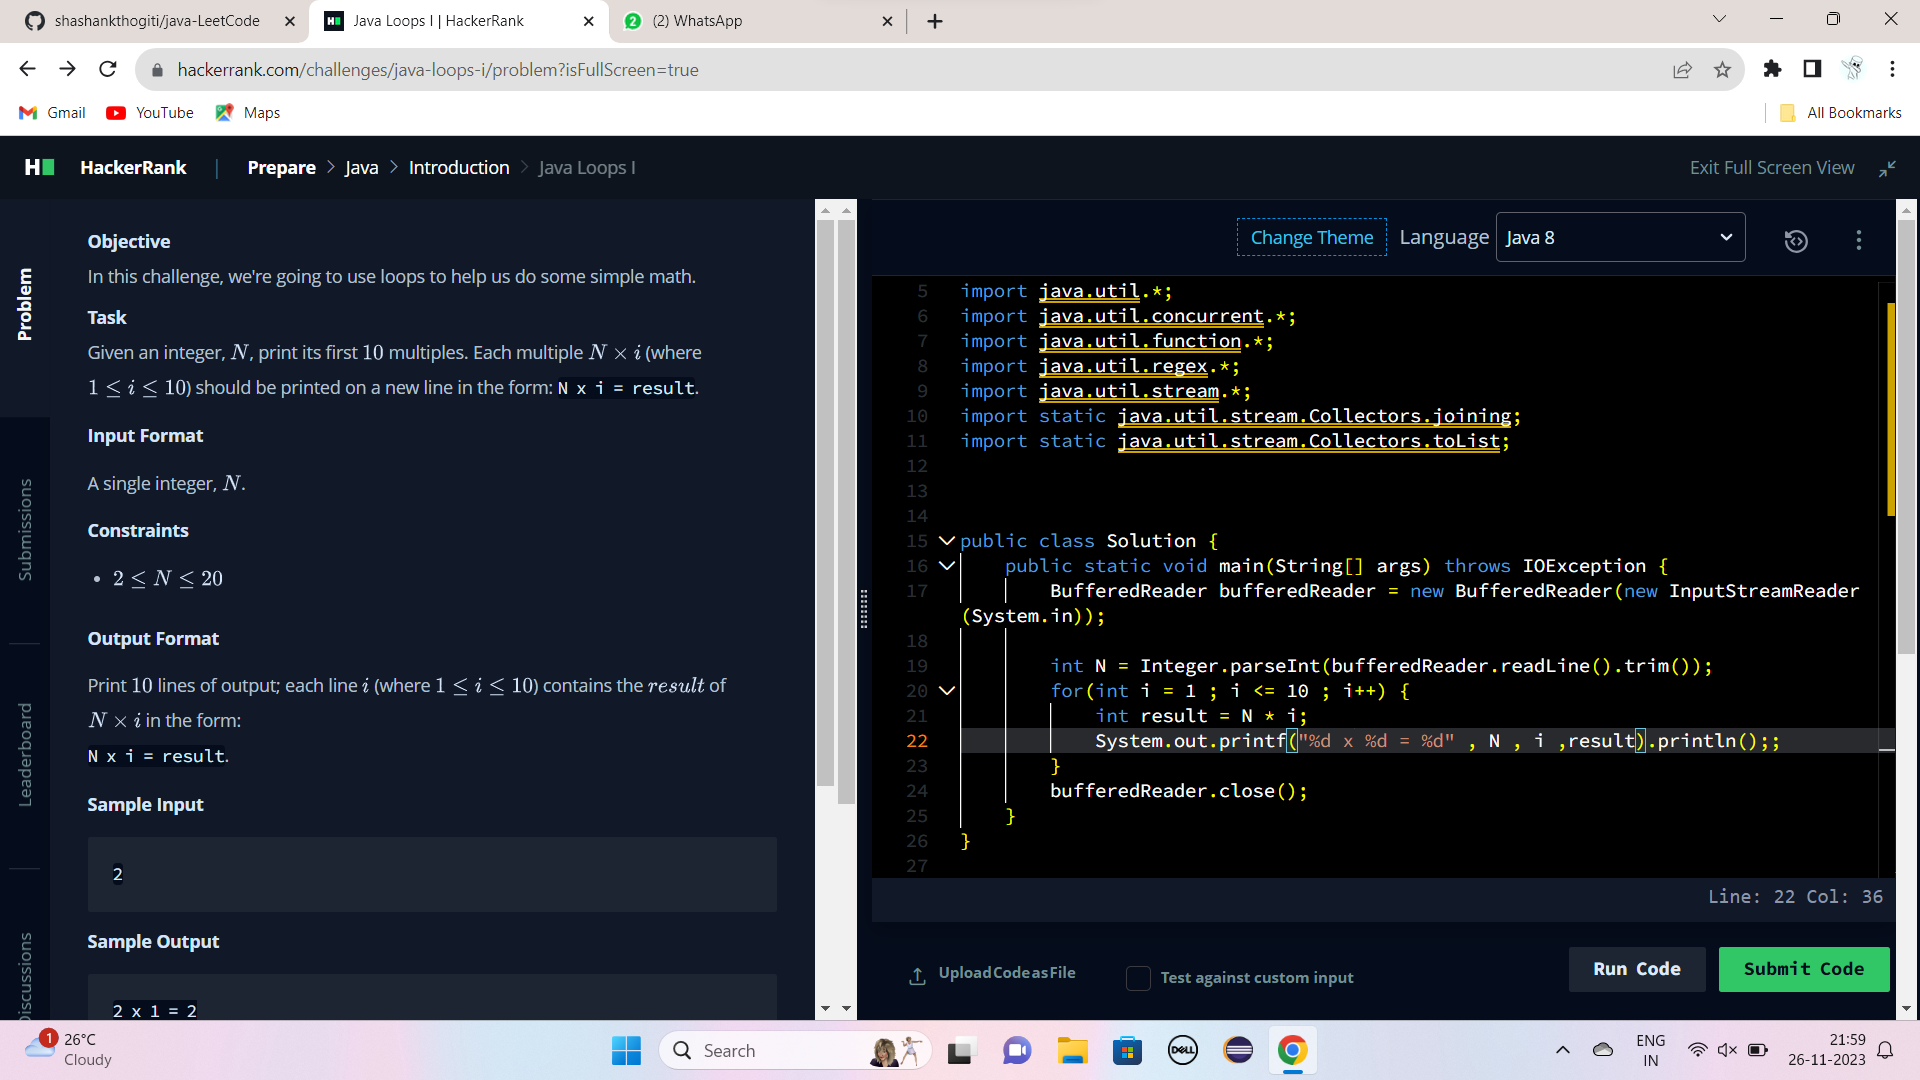 shashankthogiti/java-LeetCode
Java Loops I | HackerRank
(2) WhatsApp
hackerrank.com/challenges/java-loops-i/problem?isFullScreen=true
Gmail
YouTube
Maps
All Bookmarks
HackerRank
Prepare > Java > Introduction > Java Loops I
Exit Full Screen View
Problem
Submissions
Leaderboard
Discussions
Objective
In this challenge, we're going to use loops to help us do some simple math.
Task
Given an integer, N, print its first 10 multiples. Each multiple N × i (where
1 ≤ i ≤ 10) should be printed on a new line in the form: N x i = result.
Input Format
A single integer, N.
Constraints
• 2 ≤ N ≤ 20
Output Format
Print 10 lines of output; each line i (where 1 ≤ i ≤ 10) contains the result of
N × i in the form:
N x i = result.
Sample Input
2
Sample Output
2 x 1 = 2
Change Theme
Language
Java 8
5 import java.util.*;
6 import java.util.concurrent.*;
7 import java.util.function.*;
8 import java.util.regex.*;
9 import java.util.stream.*;
10 import static java.util.stream.Collectors.joining;
11 import static java.util.stream.Collectors.toList;
12
13
14
15 public class Solution {
16 public static void main(String[] args) throws IOException {
17 BufferedReader bufferedReader = new BufferedReader(new InputStreamReader
(System.in));
18
19 int N = Integer.parseInt(bufferedReader.readLine().trim());
20 for(int i = 1 ; i <= 10 ; i++) {
21 int result = N * i;
22 System.out.printf("%d x %d = %d" , N , i ,result).println();;
23 }
24 bufferedReader.close();
25 }
26 }
27
Line: 22 Col: 36
Upload Code as File
Test against custom input
Run Code
Submit Code
1
26°C
Cloudy
Search
DELL
ENG
IN
21:59
26-11-2023